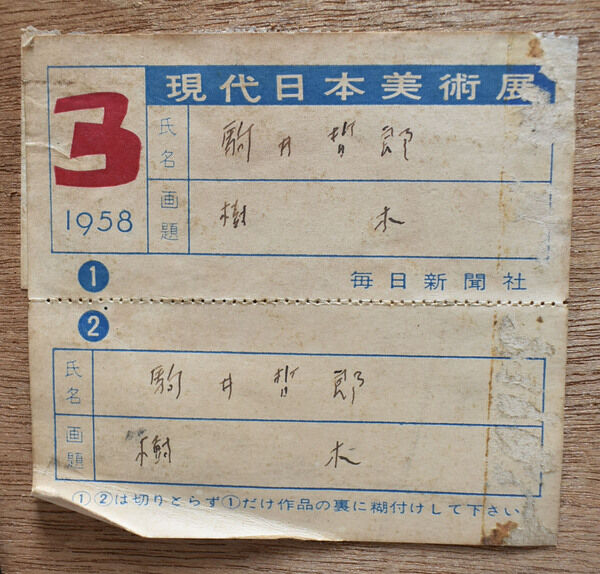 現代日本美術展
3
1958
氏名 駒井哲郎
画題 樹木
1
毎日新聞社
2
氏名 駒井哲郎
画題 樹木
①②は切りとらず①だけ作品の裏に糊付けして下さい